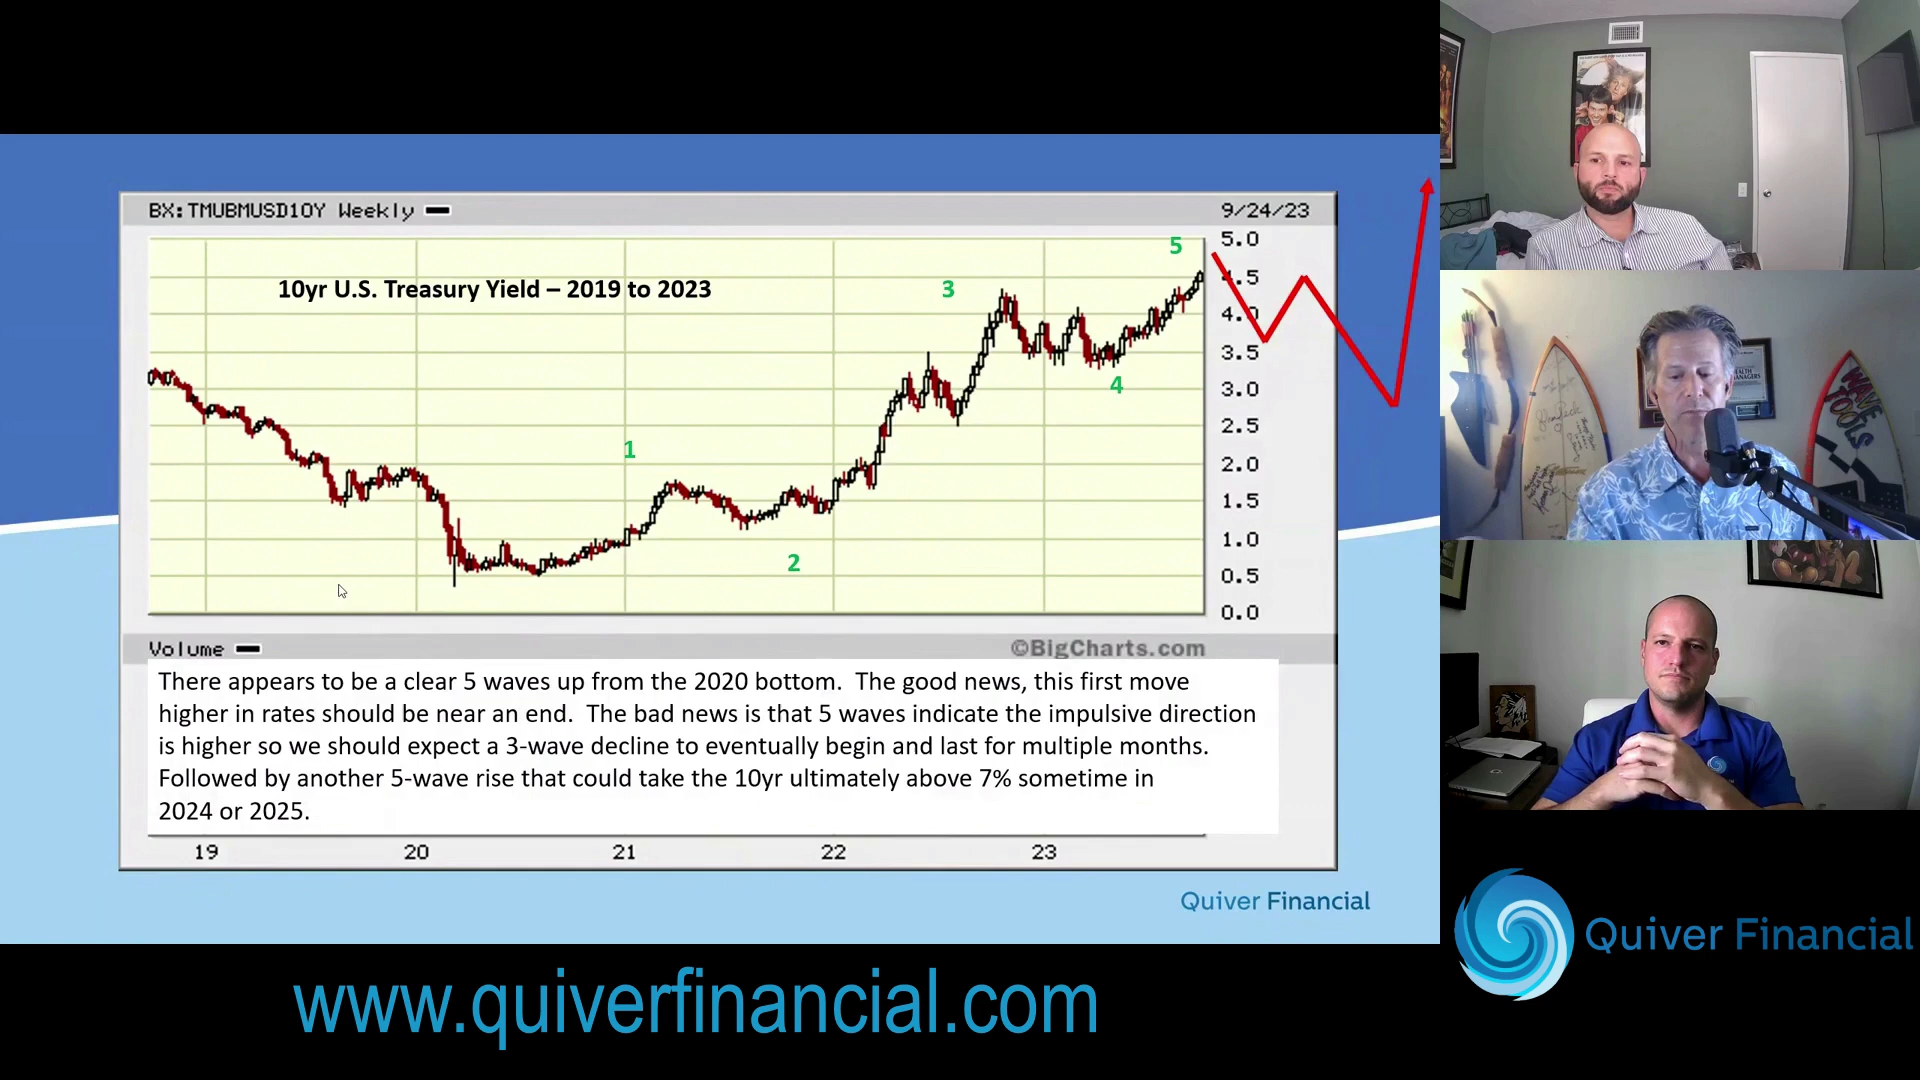 BX:TMUBMUSD10Y Weekly
9/24/23
10yr U.S. Treasury Yield – 2019 to 2023
1
2
3
4
5
5.0
4.5
4.0
3.5
3.0
2.5
2.0
1.5
1.0
0.5
0.0
Volume
©BigCharts.com
There appears to be a clear 5 waves up from the 2020 bottom. The good news, this first move
higher in rates should be near an end. The bad news is that 5 waves indicate the impulsive direction
is higher so we should expect a 3-wave decline to eventually begin and last for multiple months.
Followed by another 5-wave rise that could take the 10yr ultimately above 7% sometime in
2024 or 2025.
19
20
21
22
23
Quiver Financial
www.quiverfinancial.com
WAVE
TOOLS
Quiver Financial